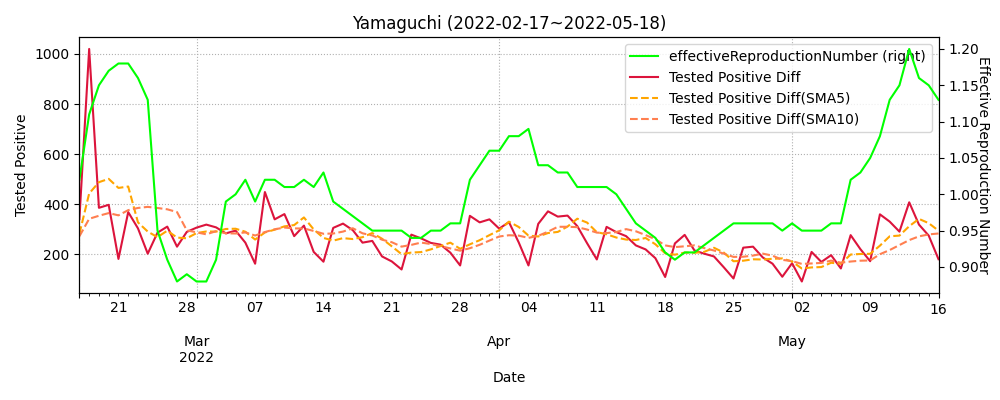 Yamaguchi (2022-02-17~2022-05-18)
effectiveReproductionNumber (right)
Tested Positive Diff
Tested Positive Diff(SMA5)
Tested Positive Diff(SMA10)
Tested Positive
1000
800
600
400
200
1.20
1.15
1.10
1.05
1.00
0.95
0.90
Effective Reproduction Number
21 28 07 14 21 28 04 11 18 25 02 09 16
Mar Apr May
2022
Date